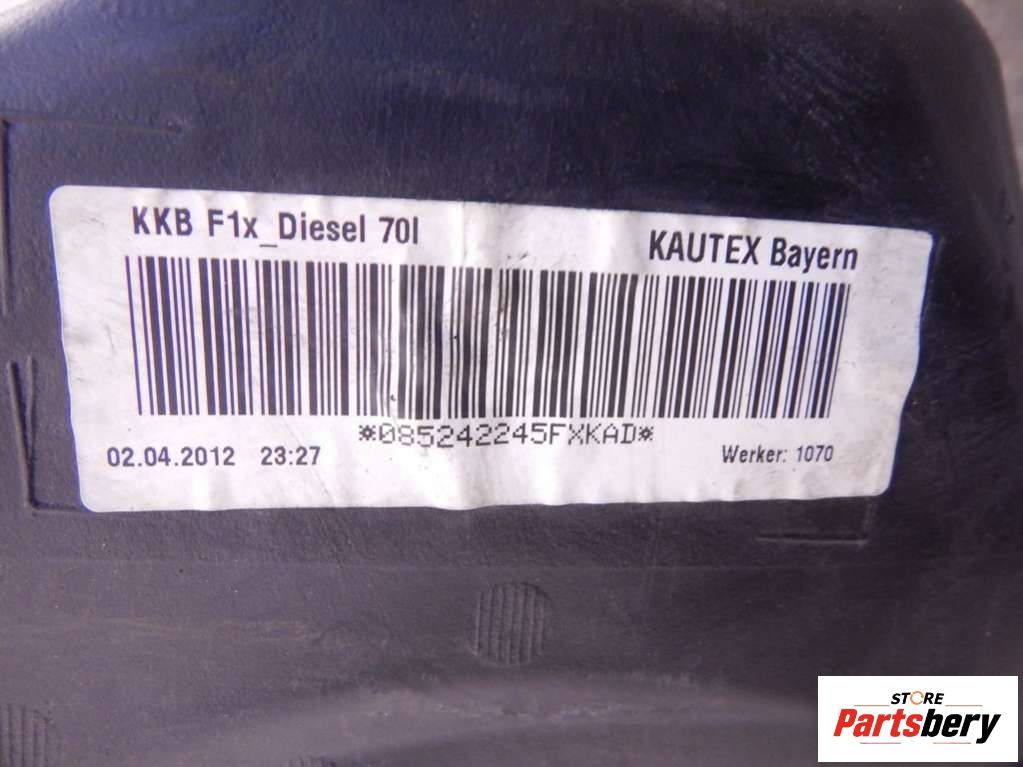 KKB F1x_Diesel 70l
KAUTEX Bayern
*085242245FXKAD*
02.04.2012 23:27
Werker: 1070
STORE
Partsbery